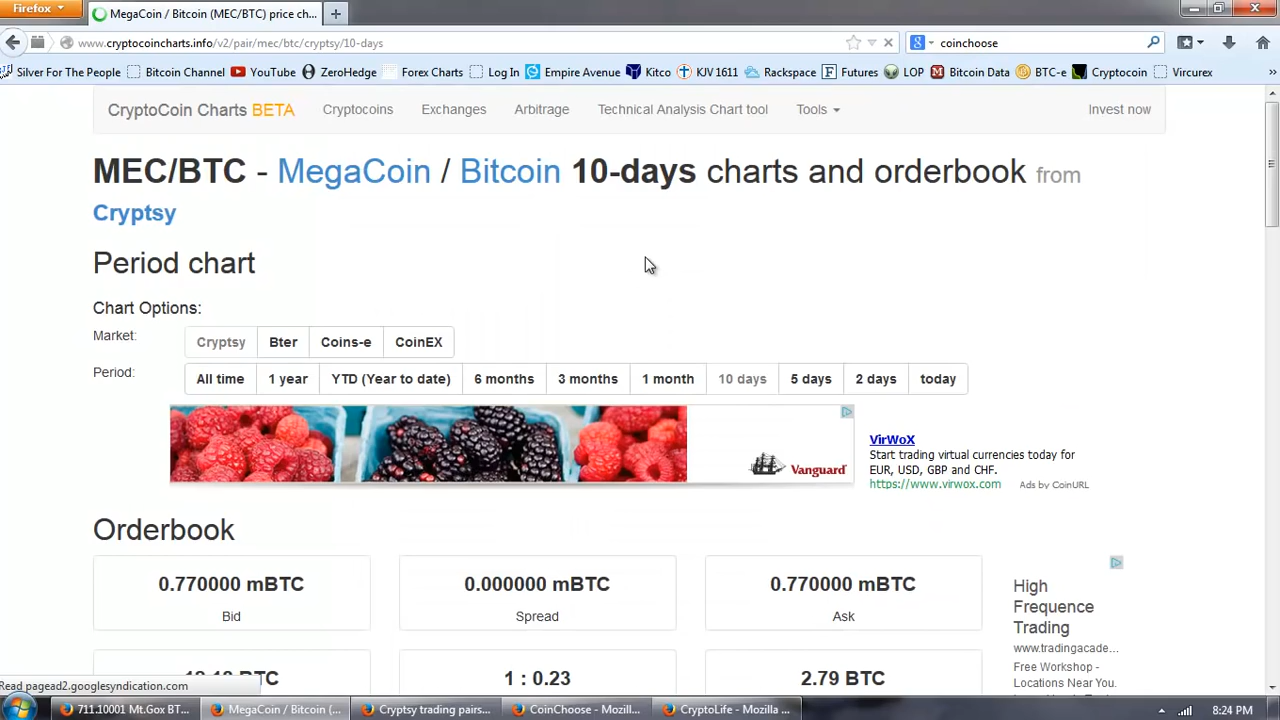 Firefox
MegaCoin / Bitcoin (MEC/BTC) price ch...
www.cryptocoincharts.info/v2/pair/mec/btc/cryptsy/10-days
coinchoose
Silver For The People Bitcoin Channel YouTube ZeroHedge Forex Charts Log In Empire Avenue Kitco KJV 1611 Rackspace Futures LOP Bitcoin Data BTC-e Cryptocoin Vircurex
CryptoCoin Charts BETA Cryptocoins Exchanges Arbitrage Technical Analysis Chart tool Tools Invest now
MEC/BTC - MegaCoin / Bitcoin 10-days charts and orderbook from
Cryptsy
Period chart
Chart Options:
Market: Cryptsy Bter Coins-e CoinEX
Period: All time 1 year YTD (Year to date) 6 months 3 months 1 month 10 days 5 days 2 days today
Vanguard
VirWoX
Start trading virtual currencies today for
EUR, USD, GBP and CHF.
https://www.virwox.com Ads by CoinURL
Orderbook
0.770000 mBTC 0.000000 mBTC 0.770000 mBTC
Bid Spread Ask
1 : 0.23 2.79 BTC
High
Frequence
Trading
www.tradingacade...
Free Workshop -
Locations Near You.
Read pagead2.googlesyndication.com
711.10001 Mt.Gox BT... MegaCoin / Bitcoin (... Cryptsy trading pairs... CoinChoose - Mozill... CryptoLife - Mozilla ... 8:24 PM